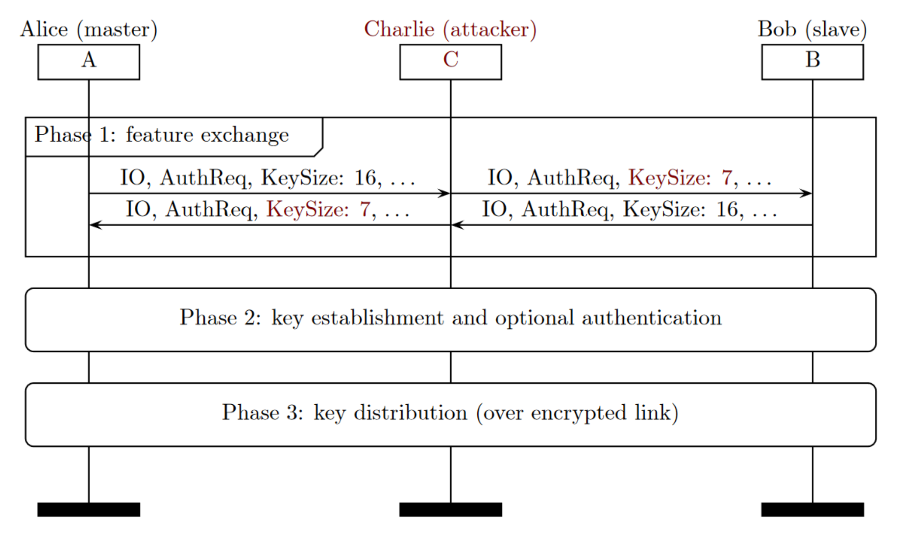 Alice (master)
Charlie (attacker)
Bob (slave)
A
C
B
Phase 1: feature exchange
IO, AuthReq, KeySize: 16, ...
IO, AuthReq, KeySize: 7, ...
IO, AuthReq, KeySize: 7, ...
IO, AuthReq, KeySize: 16, ...
Phase 2: key establishment and optional authentication
Phase 3: key distribution (over encrypted link)